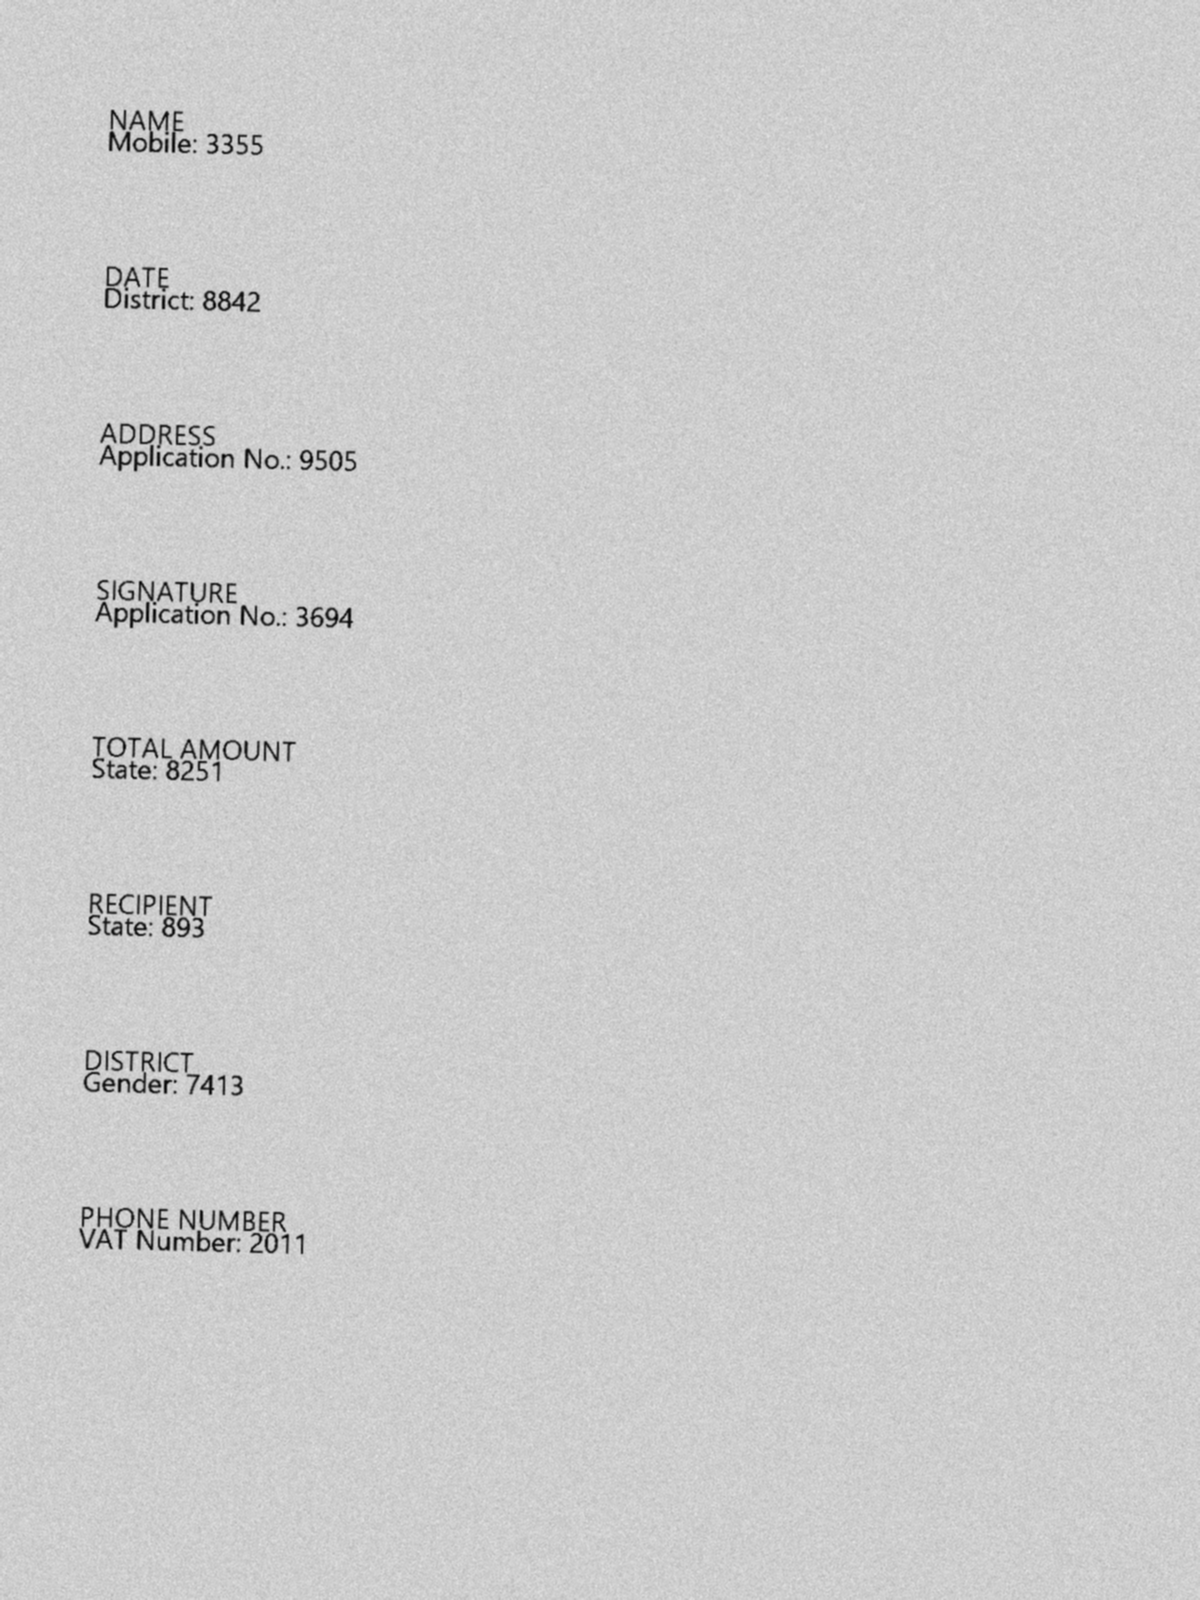 NAME
Mobile: 3355
DATE
District: 8842
ADDRESS
Application No.: 9505
SIGNATURE
Application No.: 3694
TOTAL AMOUNT
State: 8251
RECIPIENT
State: 893
DISTRICT
Gender: 7413
PHONE NUMBER
VAT Number: 2011